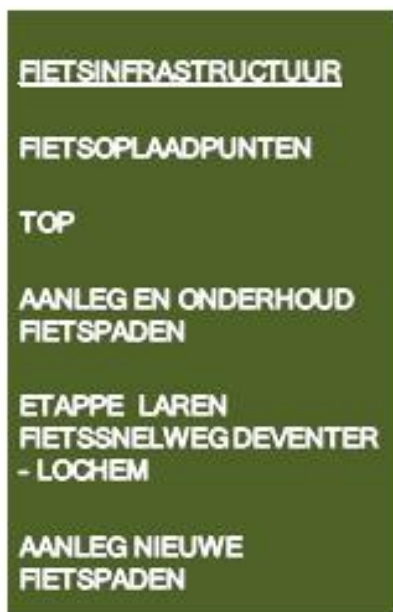 FIETSINFRASTRUCTUUR
FIETSOPLAADPUNTEN
TOP
AANLEG EN ONDERHOUD
FIETSPADEN
ETAPPE LAREN
FIETSSNELWEG DEVENTER
- LOCHEM
AANLEG NIEUWE
FIETSPADEN